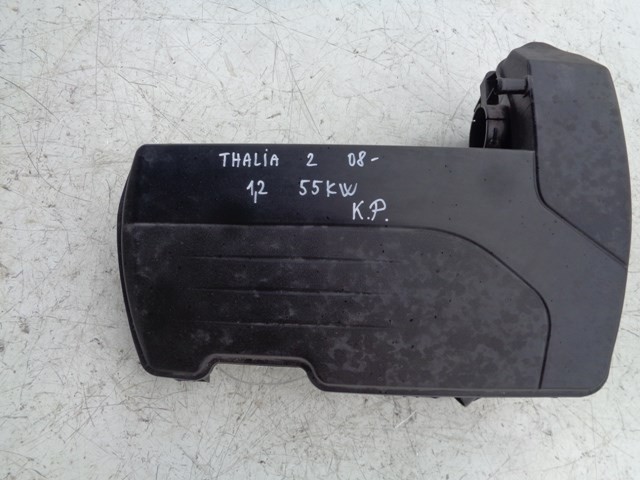 THALIA 2 08-
1,2 55KW
K.P.